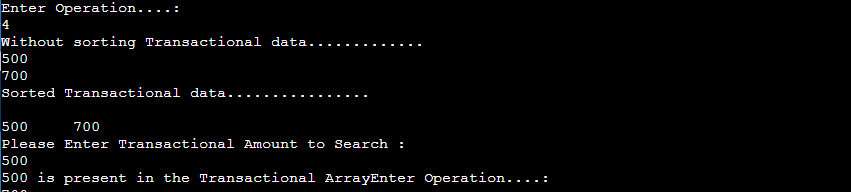 Enter Operation....:
4
Without sorting Transactional data.............
500
700
Sorted Transactional data................
500     700
Please Enter Transactional Amount to Search :
500
500 is present in the Transactional ArrayEnter Operation....: